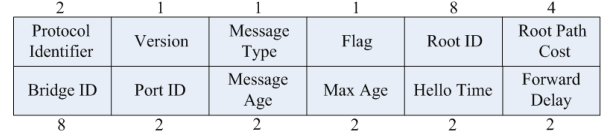 2 1 1 1 8 4
Protocol Identifier Version Message Type Flag Root ID Root Path Cost
Bridge ID Port ID Message Age Max Age Hello Time Forward Delay
8 2 2 2 2 2